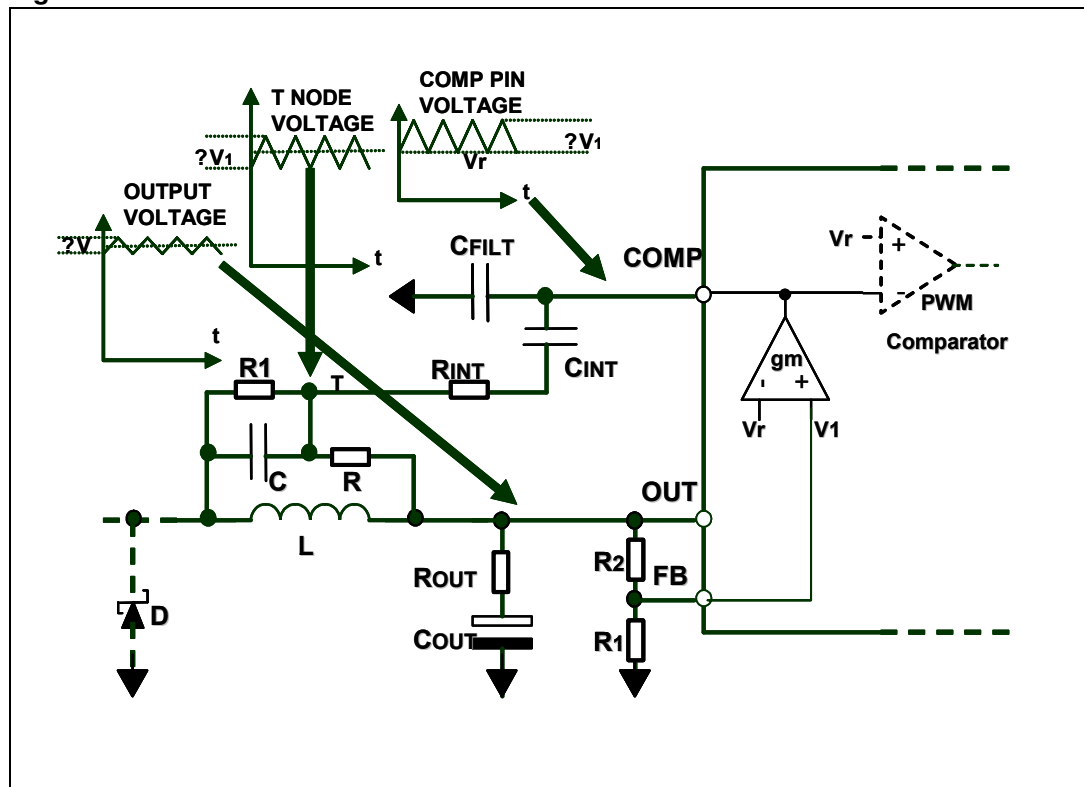 COMP PIN
VOLTAGE
T NODE
VOLTAGE
?V1
?V1
Vr
t
OUTPUT
VOLTAGE
?V
t
t
CFILT
COMP
Vr
+
-
PWM
Comparator
R1
T
RINT
CINT
gm
-
+
Vr
V1
C
R
L
OUT
ROUT
R2
FB
D
COUT
R1